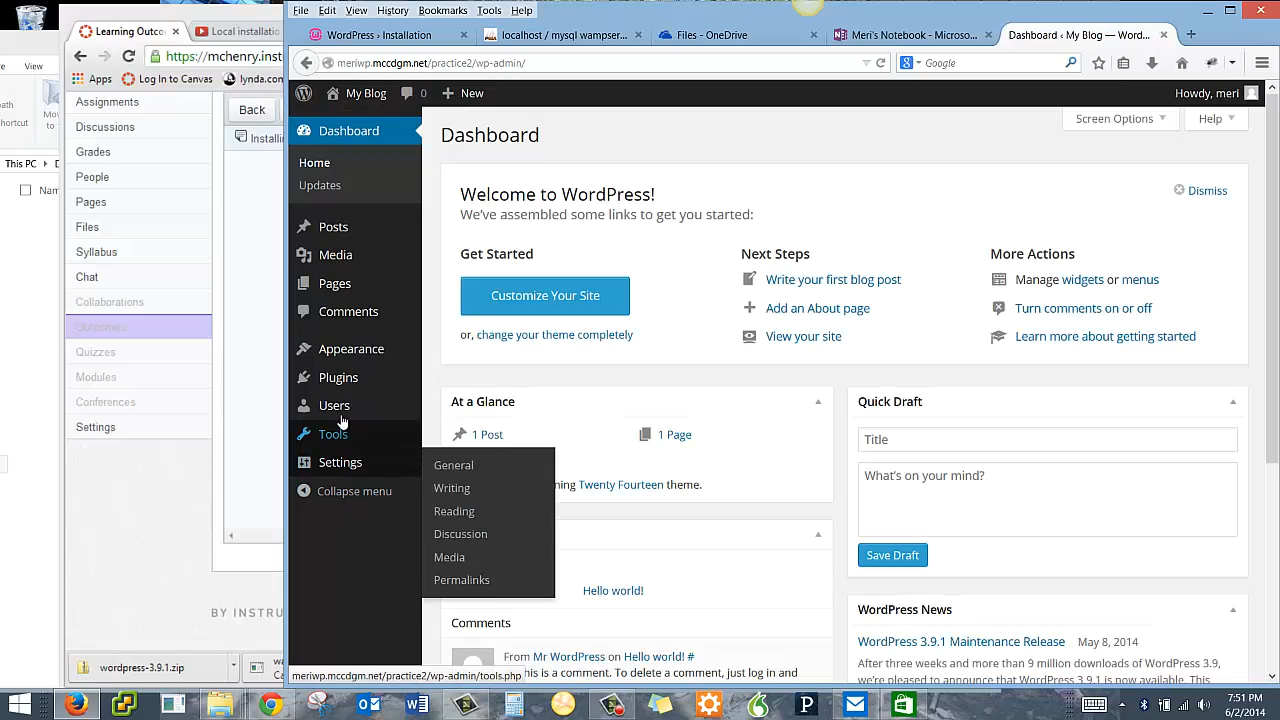 File Edit View History Bookmarks Tools Help
Learning Outco
Local installatio
WordPress › Installation
localhost / mysql wampser...
Files - OneDrive
Meri's Notebook - Microso...
Dashboard ‹ My Blog — Word...
https://mchenry.inst
meriwp.mccdgm.net/practice2/wp-admin/
Google
View
Apps
Log In to Canvas
lynda.com
My Blog
0
New
Howdy, meri
Assignments
Discussions
Grades
People
Pages
Files
Syllabus
Chat
Collaborations
Outcomes
Quizzes
Modules
Conferences
Settings
Back
Installin
This PC
Nam
Mov
to
BY INSTRU
wordpress-3.9.1.zip
Dashboard
Home
Updates
Posts
Media
Pages
Comments
Appearance
Plugins
Users
Tools
Settings
Collapse menu
General
Writing
Reading
Discussion
Media
Permalinks
Dashboard
Screen Options
Help
Welcome to WordPress!
We've assembled some links to get you started:
Dismiss
Get Started
Customize Your Site
or, change your theme completely
Next Steps
Write your first blog post
Add an About page
View your site
More Actions
Manage widgets or menus
Turn comments on or off
Learn more about getting started
At a Glance
1 Post
1 Page
ning Twenty Fourteen theme.
Hello world!
Comments
From Mr WordPress on Hello world! #
his is a comment. To delete a comment, just log in and
Quick Draft
Title
What's on your mind?
Save Draft
WordPress News
WordPress 3.9.1 Maintenance Release May 8, 2014
After three weeks and more than 9 million downloads of WordPress 3.9,
we're pleased to announce that WordPress 3.9.1 is now available. This
meriwp.mccdgm.net/practice2/wp-admin/tools.php
7:51 PM
6/2/2014